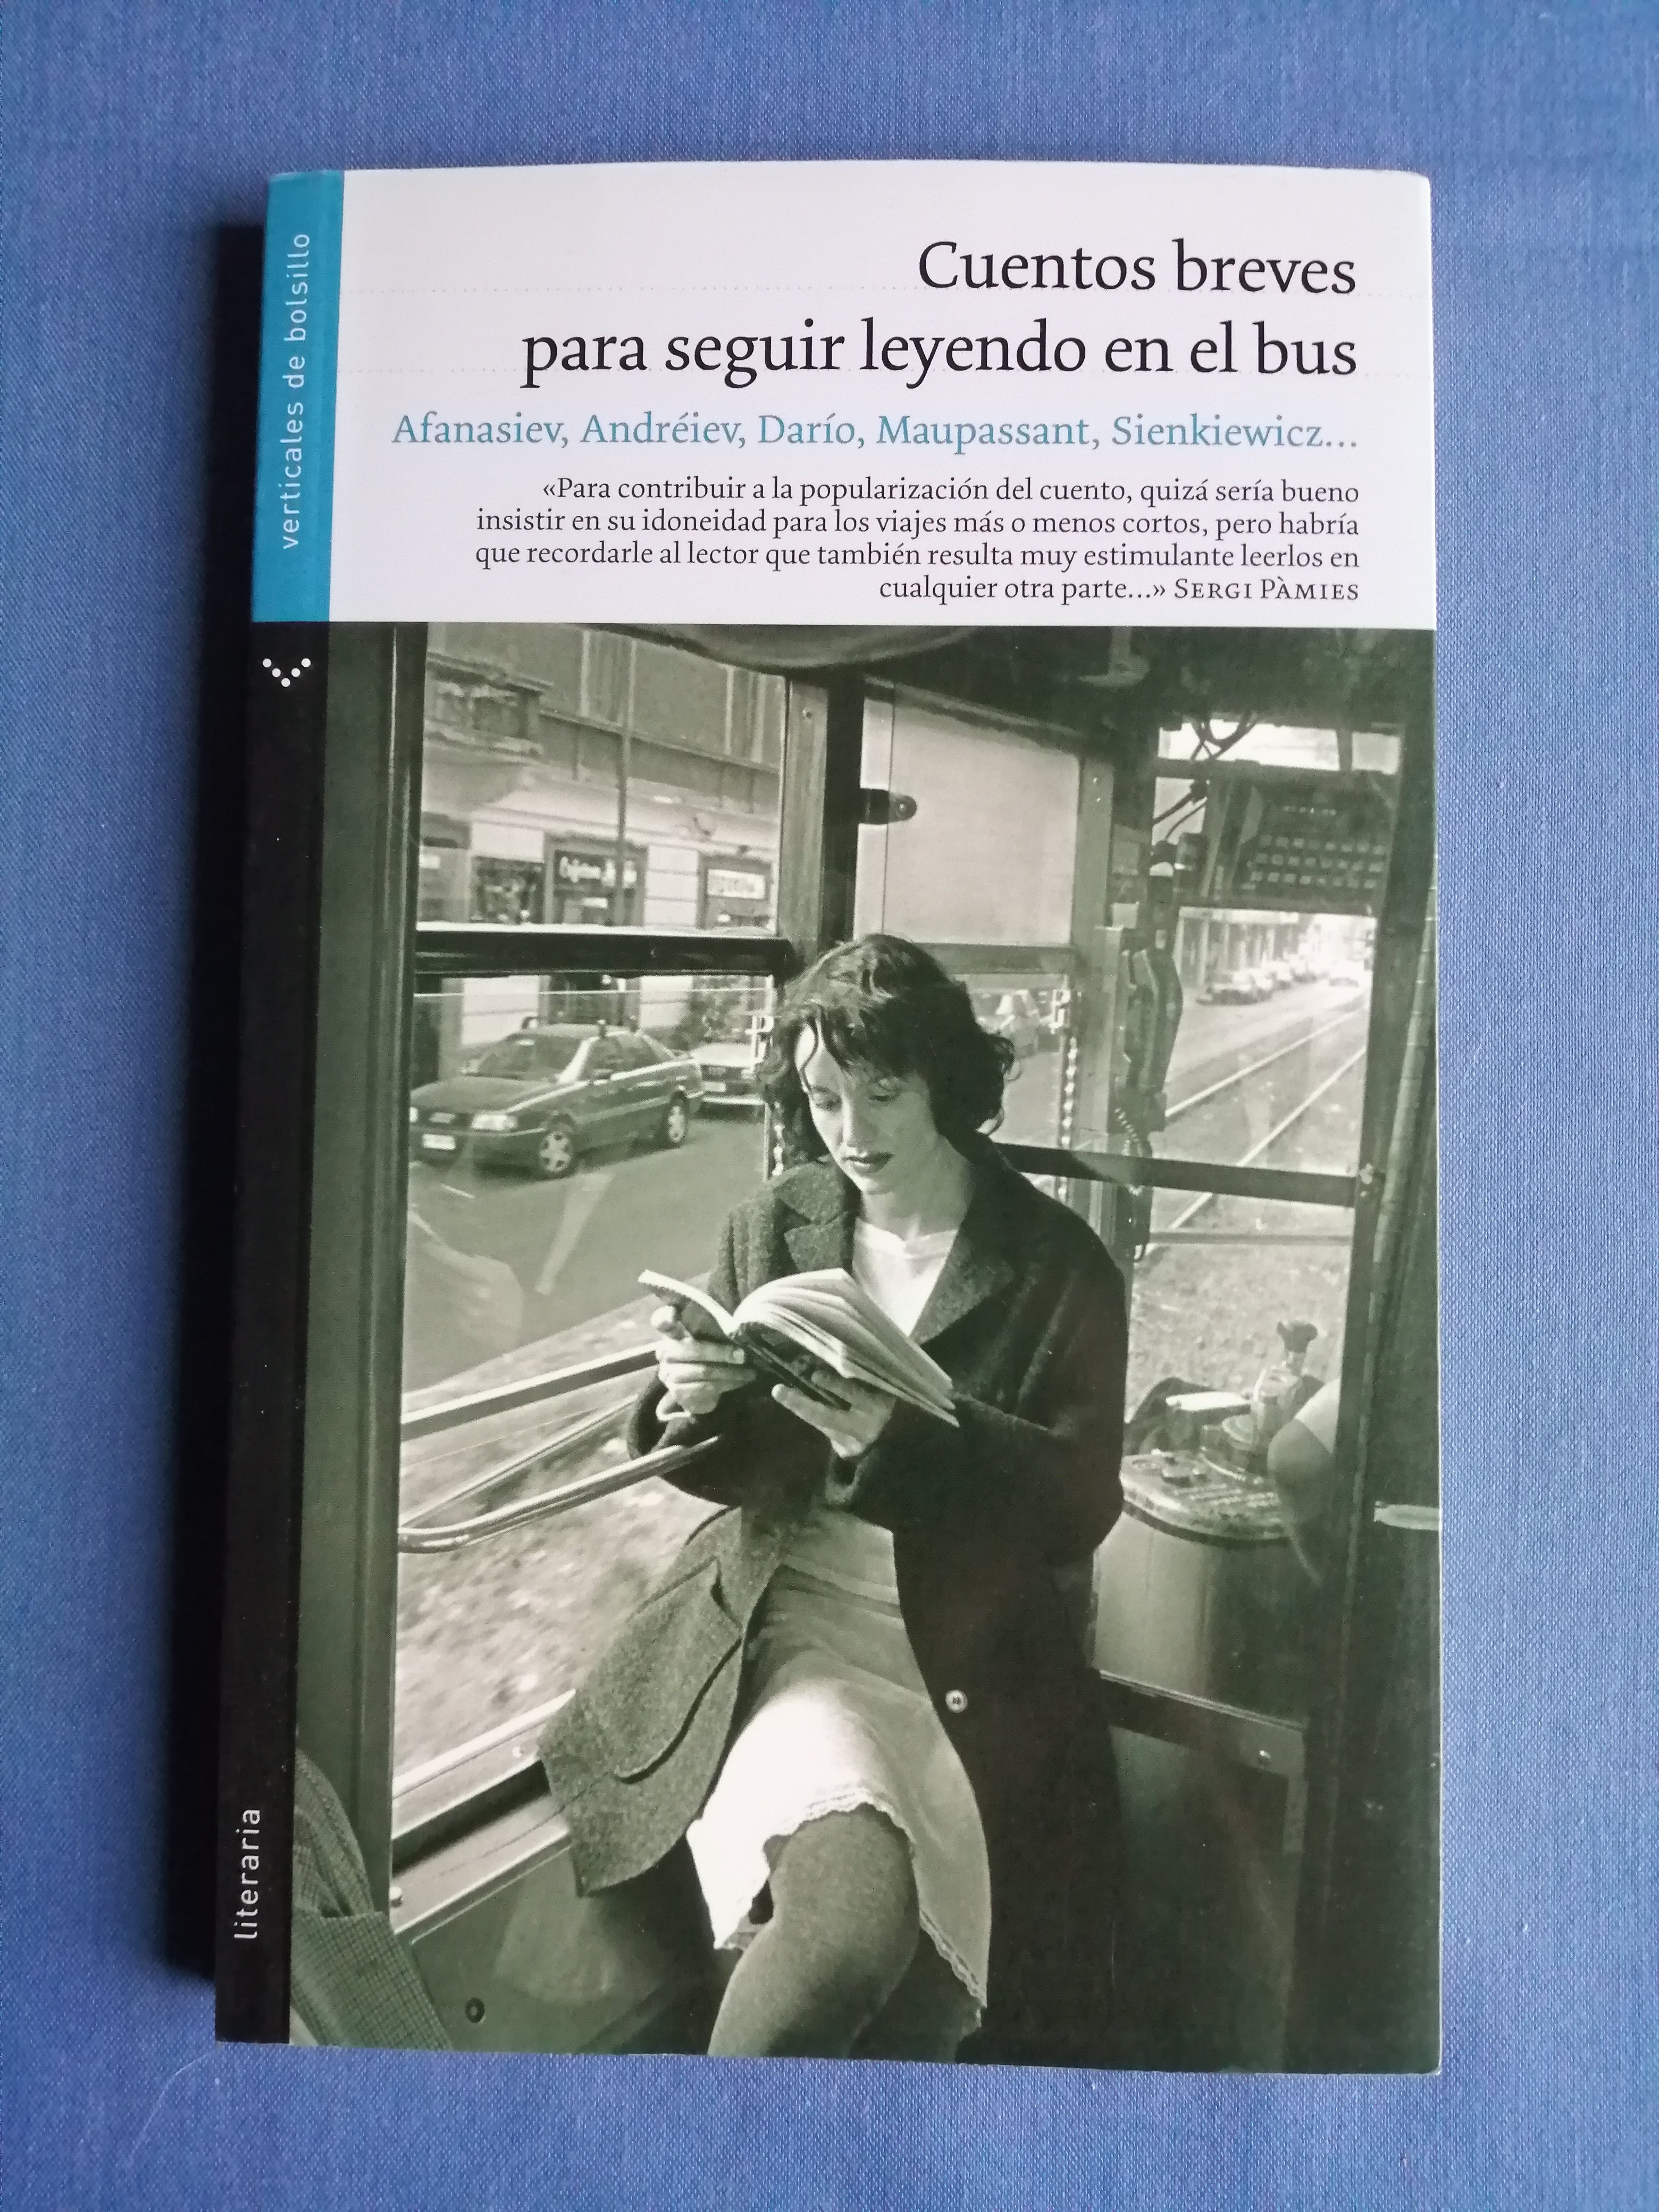 Cuentos breves
para seguir leyendo en el bus
Afanasiev, Andréiev, Darío, Maupassant, Sienkiewicz...
«Para contribuir a la popularización del cuento, quizá sería bueno
insistir en su idoneidad para los viajes más o menos cortos, pero habría
que recordarle al lector que también resulta muy estimulante leerlos en
cualquier otra parte...» SERGI PÀMIES
verticales de bolsillo
literaria